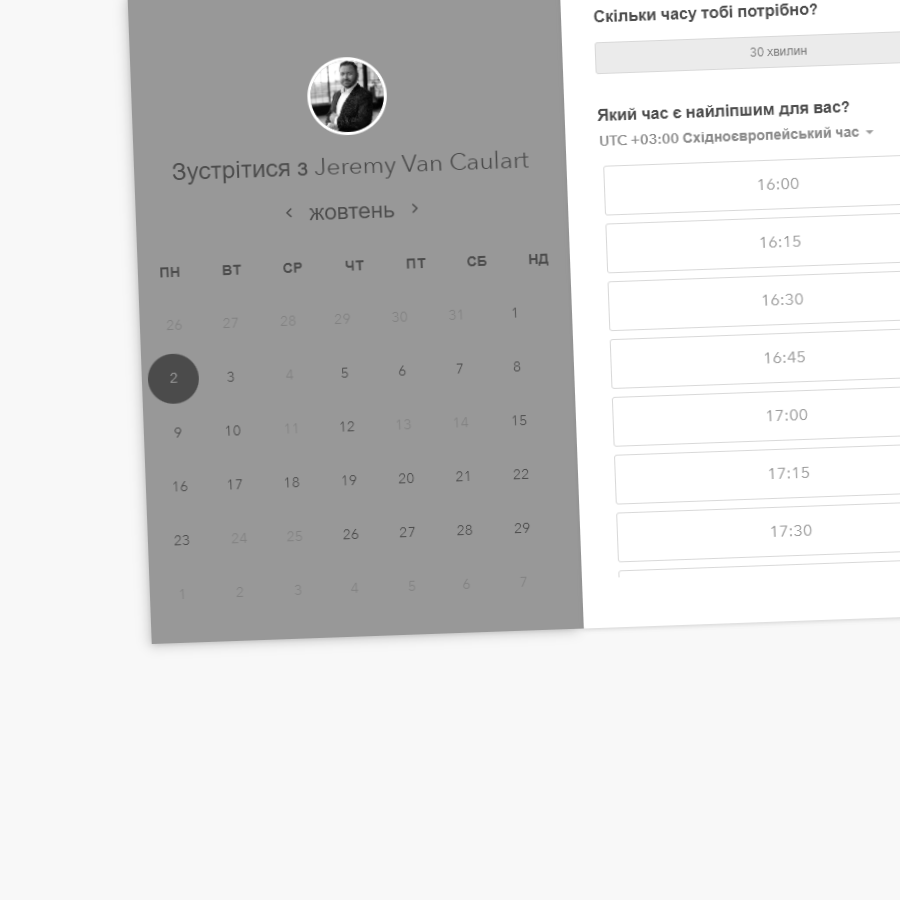 Зустрітися з Jeremy Van Caulart
жовтень
ПН ВТ СР ЧТ ПТ СБ НД
26 27 28 29 30 31 1
2 3 4 5 6 7 8
9 10 11 12 13 14 15
16 17 18 19 20 21 22
23 24 25 26 27 28 29
1 2 3 4 5 6 7
Скільки часу тобі потрібно?
30 хвилин
Який час є найліпшим для вас?
UTC +03:00 Східноєвропейський час
16:00
16:15
16:30
16:45
17:00
17:15
17:30